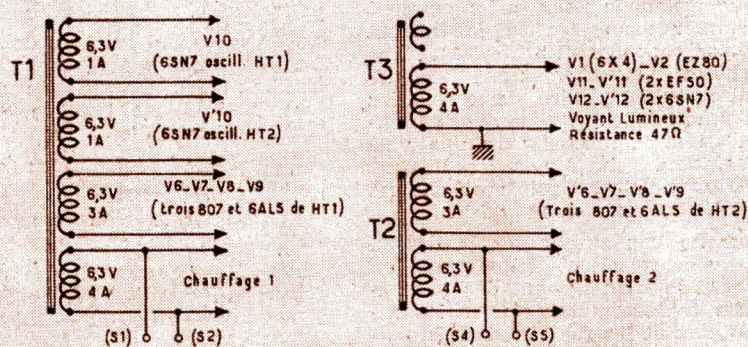 T1
6,3V
1A
V10
(6SN7 oscill. HT1)
6,3V
1A
V'10
(6SN7 oscill. HT2)
6,3V
3A
V6_V7_V8_V9
(trois 807 et 6AL5 de HT1)
6,3V
4A
Chauffage 1
(S1)
(S2)
T3
6,3V
4A
V1 (6X4)_V2 (EZ80)
V11_V'11 (2xEF50)
V12_V'12 (2x6SN7)
Voyant Lumineux
Résistance 47Ω
T2
6,3V
3A
V'6_V'7_V'8_V'9
(Trois 807 et 6AL5 de HT2)
6,3V
4A
Chauffage 2
(S4)
(S5)